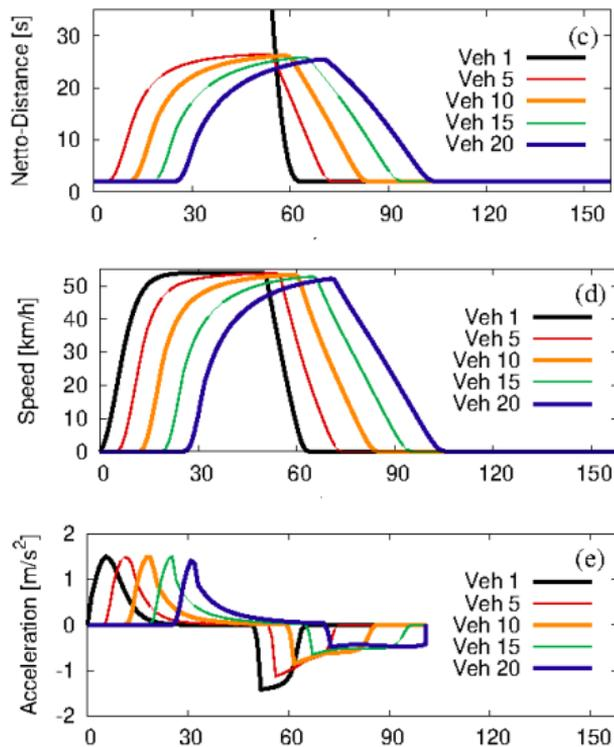 (c)
Netto-Distance [s]
30
20
10
0
Veh 1
Veh 5
Veh 10
Veh 15
Veh 20
0 30 60 90 120 150
(d)
Speed [km/h]
50
40
30
20
10
0
Veh 1
Veh 5
Veh 10
Veh 15
Veh 20
0 30 60 90 120 150
(e)
Acceleration [m/s²]
2
1
0
-1
-2
Veh 1
Veh 5
Veh 10
Veh 15
Veh 20
0 30 60 90 120 150